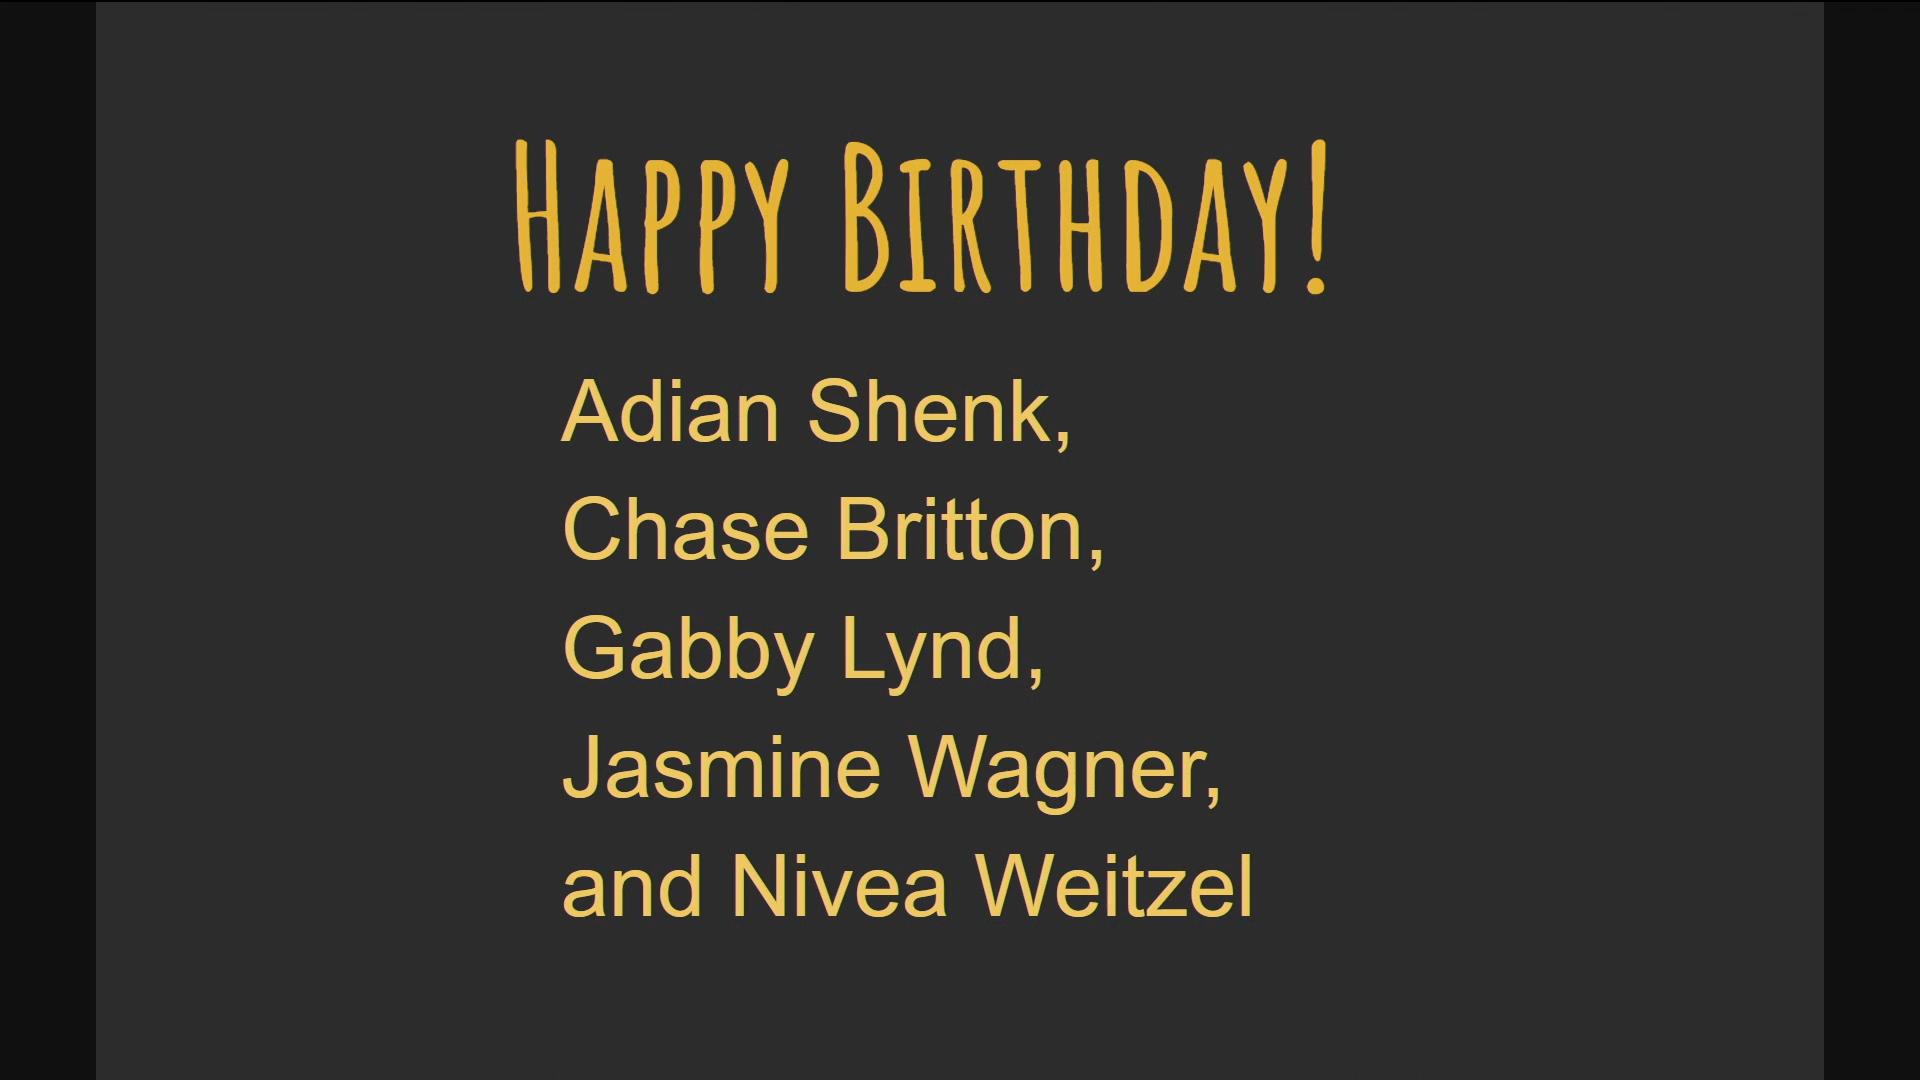 Happy Birthday!
Adian Shenk,
Chase Britton,
Gabby Lynd,
Jasmine Wagner,
and Nivea Weitzel